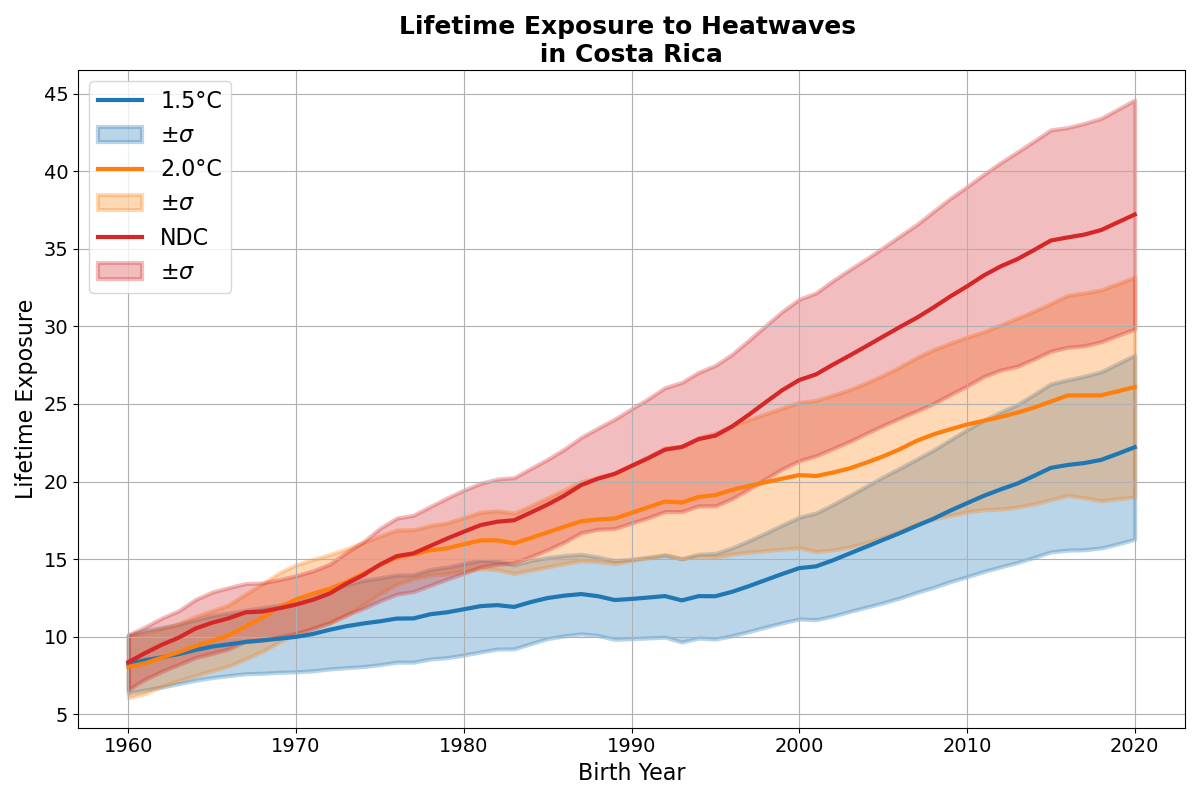 Lifetime Exposure to Heatwaves
in Costa Rica
1.5°C
±σ
2.0°C
±σ
NDC
±σ
Lifetime Exposure
45
40
35
30
25
20
15
10
5
1960 1970 1980 1990 2000 2010 2020
Birth Year